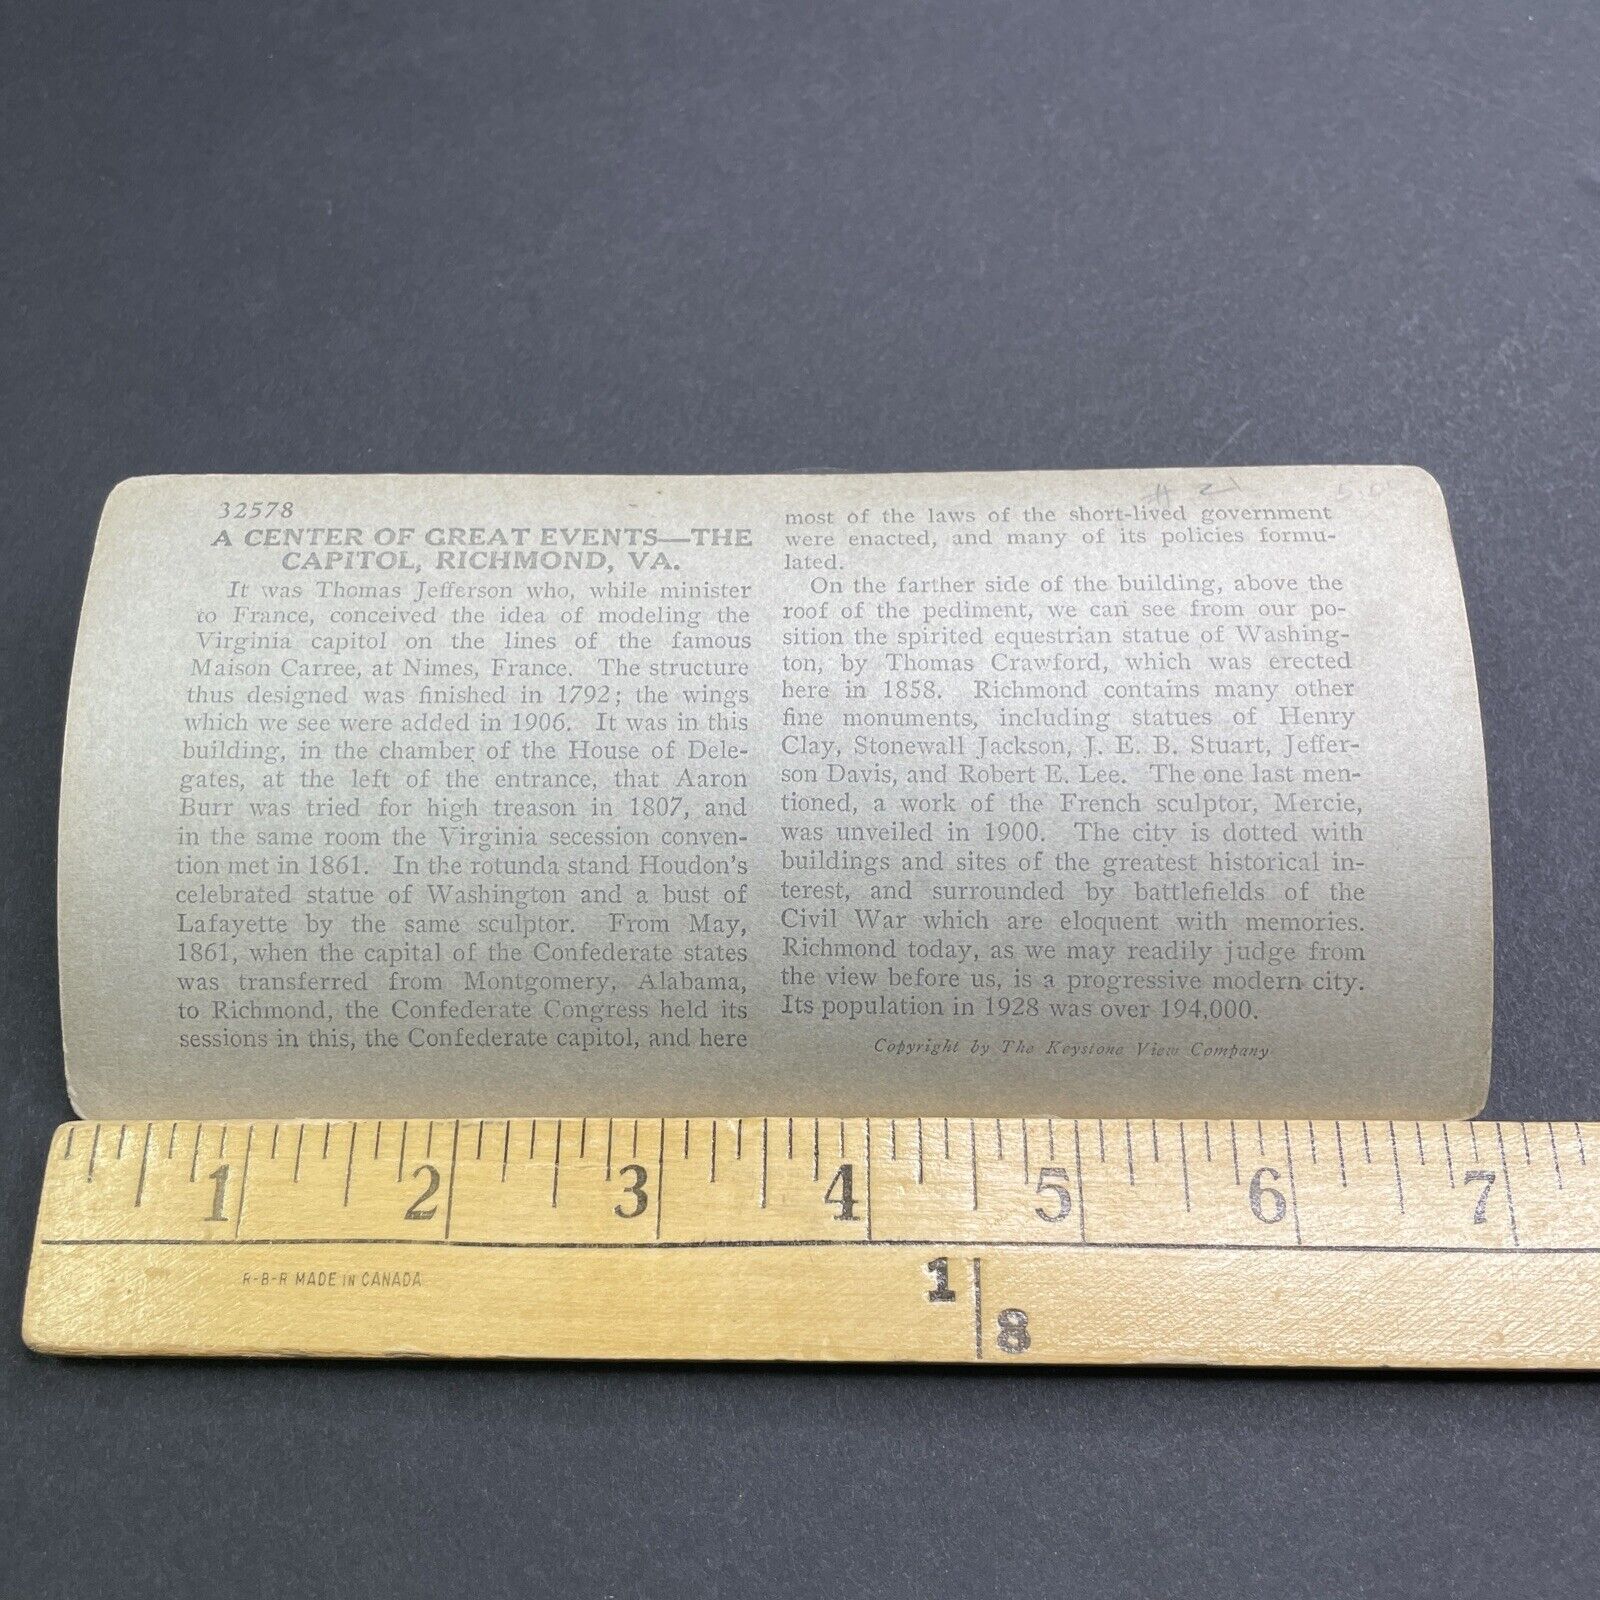 32578
A CENTER OF GREAT EVENTS—THE
CAPITOL, RICHMOND, VA.
It was Thomas Jefferson who, while minister
to France, conceived the idea of modeling the
Virginia capitol on the lines of the famous
Maison Carree, at Nimes, France. The structure
thus designed was finished in 1792; the wings
which we see were added in 1906. It was in this
building, in the chamber of the House of Dele-
gates, at the left of the entrance, that Aaron
Burr was tried for high treason in 1807, and
in the same room the Virginia secession conven-
tion met in 1861. In the rotunda stand Houdon's
celebrated statue of Washington and a bust of
Lafayette by the same sculptor. From May,
1861, when the capital of the Confederate states
was transferred from Montgomery, Alabama,
to Richmond, the Confederate Congress held its
sessions in this, the Confederate capitol, and here
most of the laws of the short-lived government
were enacted, and many of its policies formu-
lated.
On the farther side of the building, above the
roof of the pediment, we can see from our po-
sition the spirited equestrian statue of Washing-
ton, by Thomas Crawford, which was erected
here in 1858. Richmond contains many other
fine monuments, including statues of Henry
Clay, Stonewall Jackson, J. E. B. Stuart, Jeffer-
son Davis, and Robert E. Lee. The one last men-
tioned, a work of the French sculptor, Mercie,
was unveiled in 1900. The city is dotted with
buildings and sites of the greatest historical in-
terest, and surrounded by battlefields of the
Civil War which are eloquent with memories.
Richmond today, as we may readily judge from
the view before us, is a progressive modern city.
Its population in 1928 was over 194,000.
Copyright by The Keystone View Company
1 2 3 4 5 6 7
R-B-R MADE IN CANADA
1
8